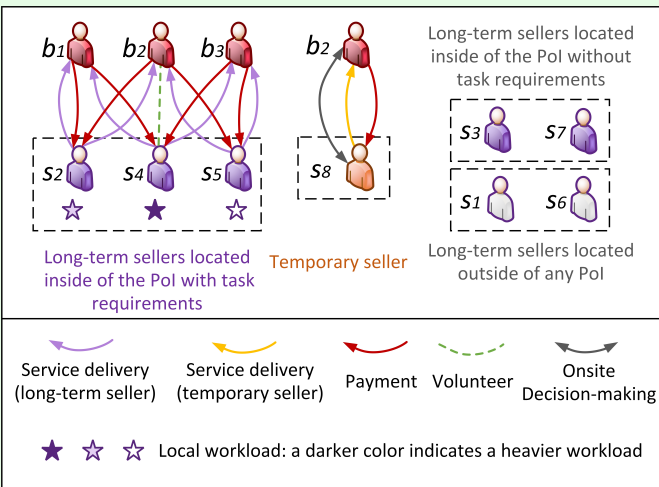 b1 b2 b3 b2
Long-term sellers located
inside of the PoI without
task requirements
s2 s4 s5 s8
s3 s7
s1 s6
Long-term sellers located
inside of the PoI with task
requirements
Temporary seller
Long-term sellers located
outside of any PoI
Service delivery
(long-term seller)
Service delivery
(temporary seller)
Payment
Volunteer
Onsite
Decision-making
Local workload: a darker color indicates a heavier workload